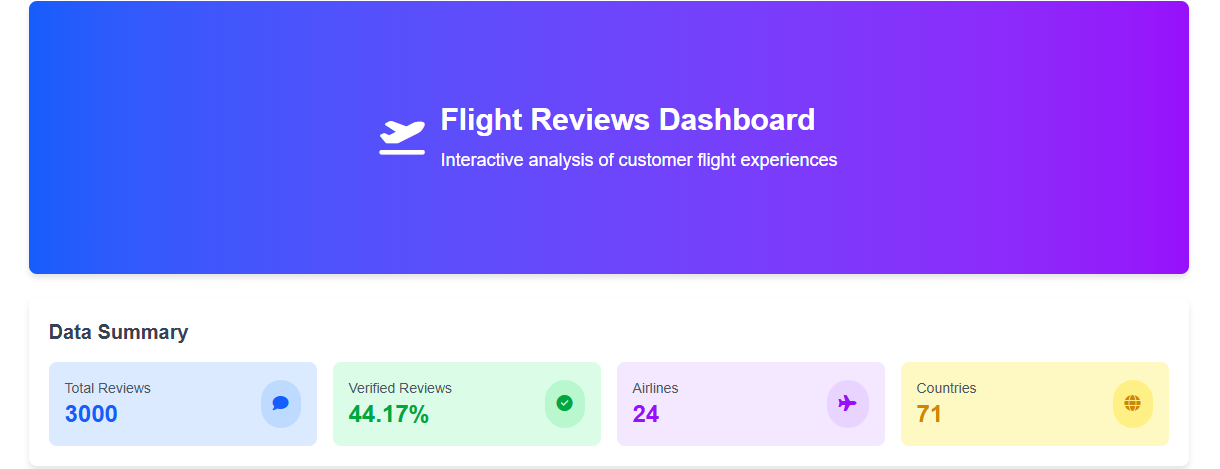 Flight Reviews Dashboard
Interactive analysis of customer flight experiences
Data Summary
Total Reviews
3000
Verified Reviews
44.17%
Airlines
24
Countries
71